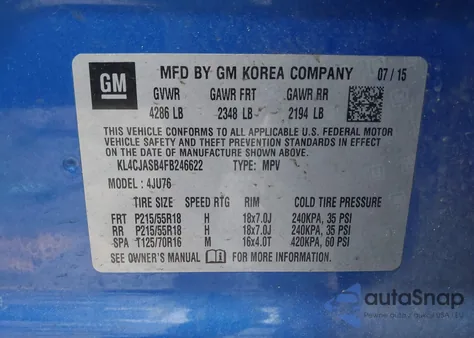 GM
MFD BY GM KOREA COMPANY 07/15
GVWR GAWR FRT GAWR RR
4286 LB 2348 LB 2194 LB
THIS VEHICLE CONFORMS TO ALL APPLICABLE U.S. FEDERAL MOTOR
VEHICLE SAFETY, BUMPER, AND THEFT PREVENTION STANDARDS IN
EFFECT ON THE DATE OF MANUFACTURE SHOWN ABOVE.
KL4CJASB4FB246622 TYPE: MPV
MODEL: 4JU76
TIRE SIZE SPEED RTG RIM COLD TIRE PRESSURE
FRT P215/55R18 H 18x7.0J 240KPA, 35 PSI
RR P215/55R18 H 18x7.0J 240KPA, 35 PSI
SPA T125/70R16 M 16x4.0T 420KPA, 60 PSI
SEE OWNER'S MANUAL FOR MORE INFORMATION.
autoSnap